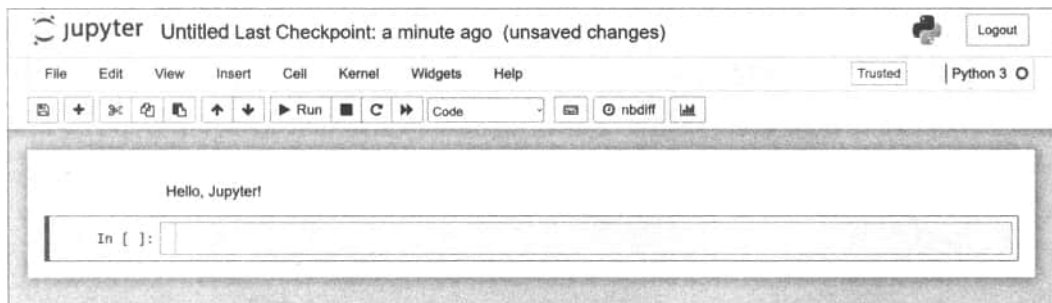 jupyter Untitled Last Checkpoint: a minute ago (unsaved changes) Logout
File Edit View Insert Cell Kernel Widgets Help Trusted Python 3
Run Code nbdiff
Hello, Jupyter!
In [ ]: